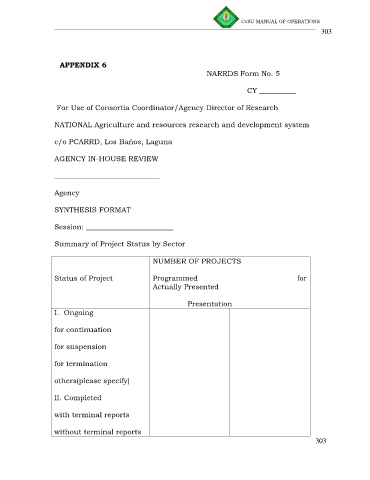 CvSU MANUAL OF OPERATIONS
303
APPENDIX 6
NARRDS Form No. 5
CY __________
For Use of Consortia Coordinator/Agency Director of Research
NATIONAL Agriculture and resources research and development system
c/o PCARRD, Los Baños, Laguna
AGENCY IN-HOUSE REVIEW
______________________________
Agency
SYNTHESIS FORMAT
Session: _________________________
Summary of Project Status by Sector
NUMBER OF PROJECTS
Status of Project
Programmed for
Actually Presented
Presentation
I. Ongoing
for continuation
for suspension
for termination
others(please specify)
II. Completed
with terminal reports
without terminal reports
303